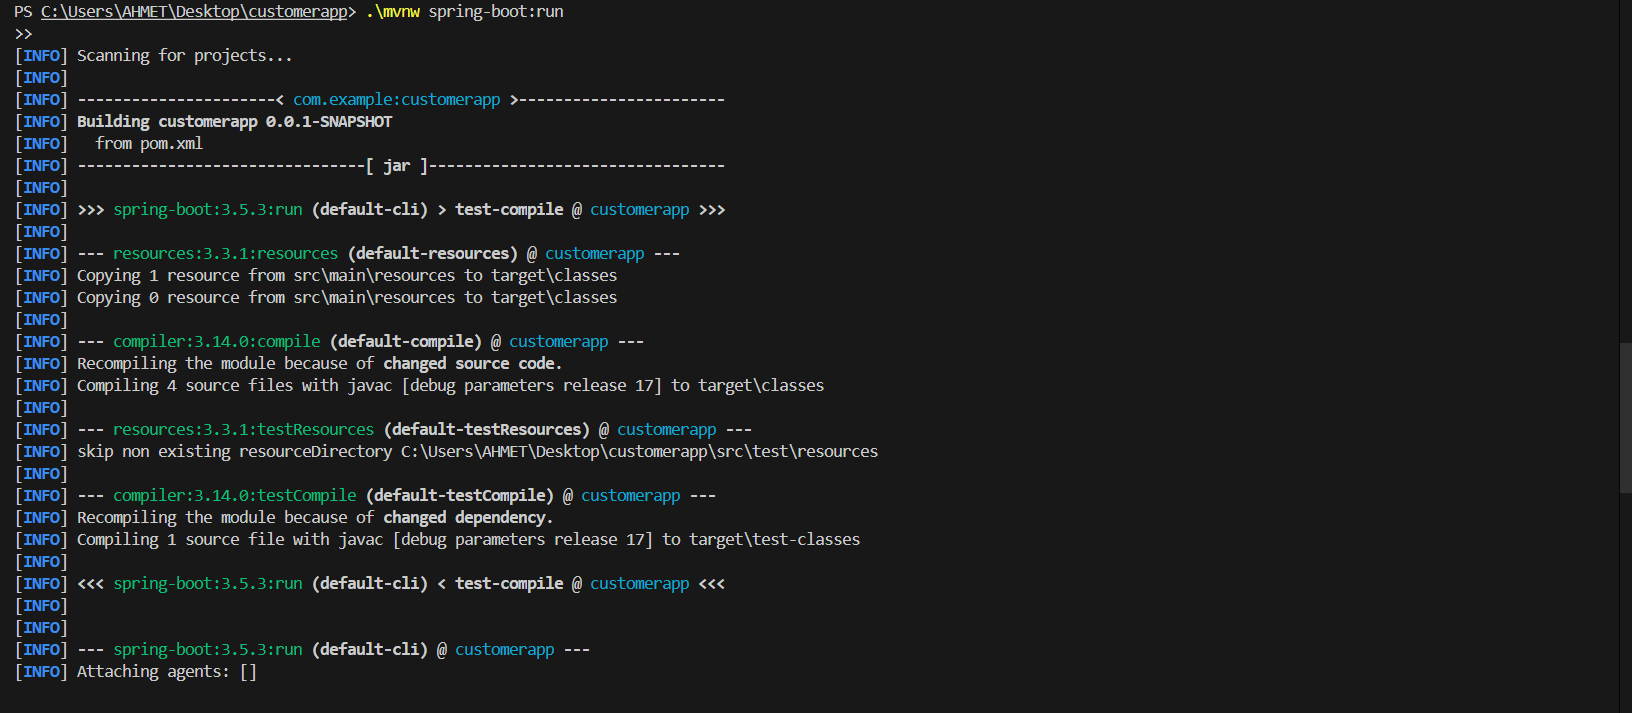 PS C:\Users\AHMET\Desktop\customerapp> .\mvnw spring-boot:run
>>
[INFO] Scanning for projects...
[INFO]
[INFO] ----------------------< com.example:customerapp >-----------------------
[INFO] Building customerapp 0.0.1-SNAPSHOT
[INFO]   from pom.xml
[INFO] --------------------------------[ jar ]---------------------------------
[INFO]
[INFO] >>> spring-boot:3.5.3:run (default-cli) > test-compile @ customerapp >>>
[INFO]
[INFO] --- resources:3.3.1:resources (default-resources) @ customerapp ---
[INFO] Copying 1 resource from src\main\resources to target\classes
[INFO] Copying 0 resource from src\main\resources to target\classes
[INFO]
[INFO] --- compiler:3.14.0:compile (default-compile) @ customerapp ---
[INFO] Recompiling the module because of changed source code.
[INFO] Compiling 4 source files with javac [debug parameters release 17] to target\classes
[INFO]
[INFO] --- resources:3.3.1:testResources (default-testResources) @ customerapp ---
[INFO] skip non existing resourceDirectory C:\Users\AHMET\Desktop\customerapp\src\test\resources
[INFO]
[INFO] --- compiler:3.14.0:testCompile (default-testCompile) @ customerapp ---
[INFO] Recompiling the module because of changed dependency.
[INFO] Compiling 1 source file with javac [debug parameters release 17] to target\test-classes
[INFO]
[INFO] <<< spring-boot:3.5.3:run (default-cli) < test-compile @ customerapp <<<
[INFO]
[INFO]
[INFO] --- spring-boot:3.5.3:run (default-cli) @ customerapp ---
[INFO] Attaching agents: []